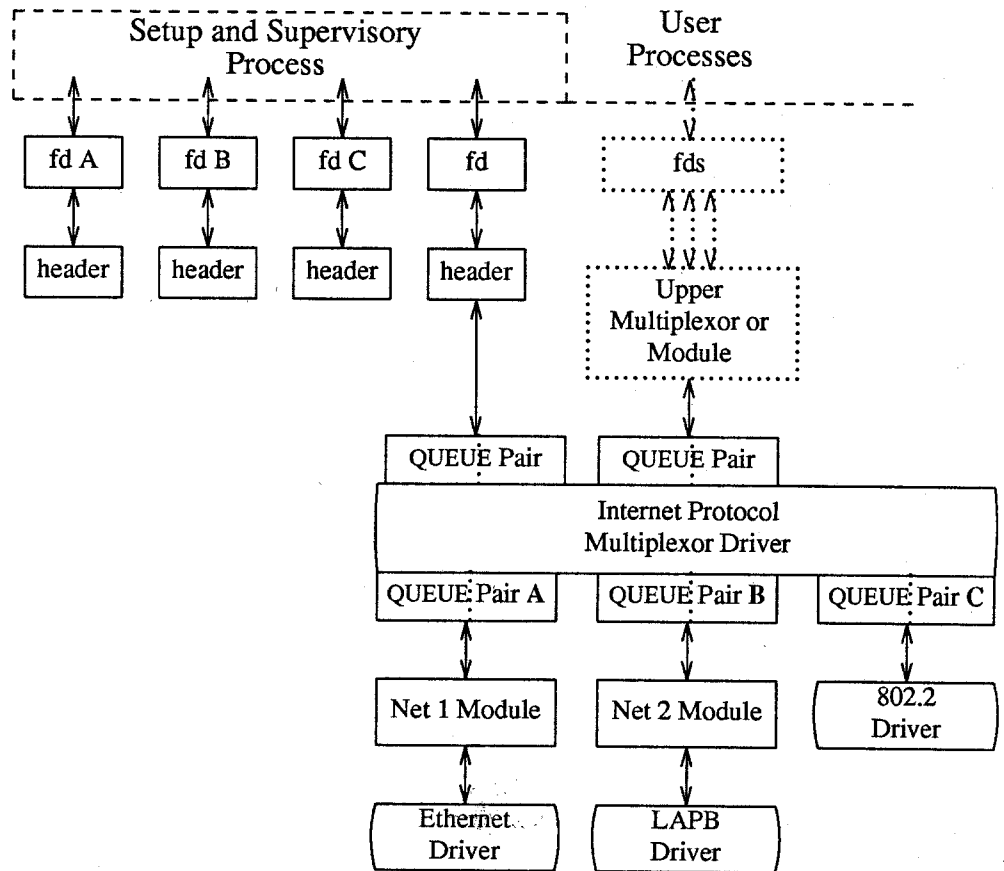 Setup and Supervisory
Process
User
Processes
fd A
fd B
fd C
fd
fds
header
header
header
header
Upper
Multiplexor or
Module
QUEUE Pair
QUEUE Pair
Internet Protocol
Multiplexor Driver
QUEUE Pair A
QUEUE Pair B
QUEUE Pair C
Net 1 Module
Net 2 Module
802.2
Driver
Ethernet
Driver
LAPB
Driver